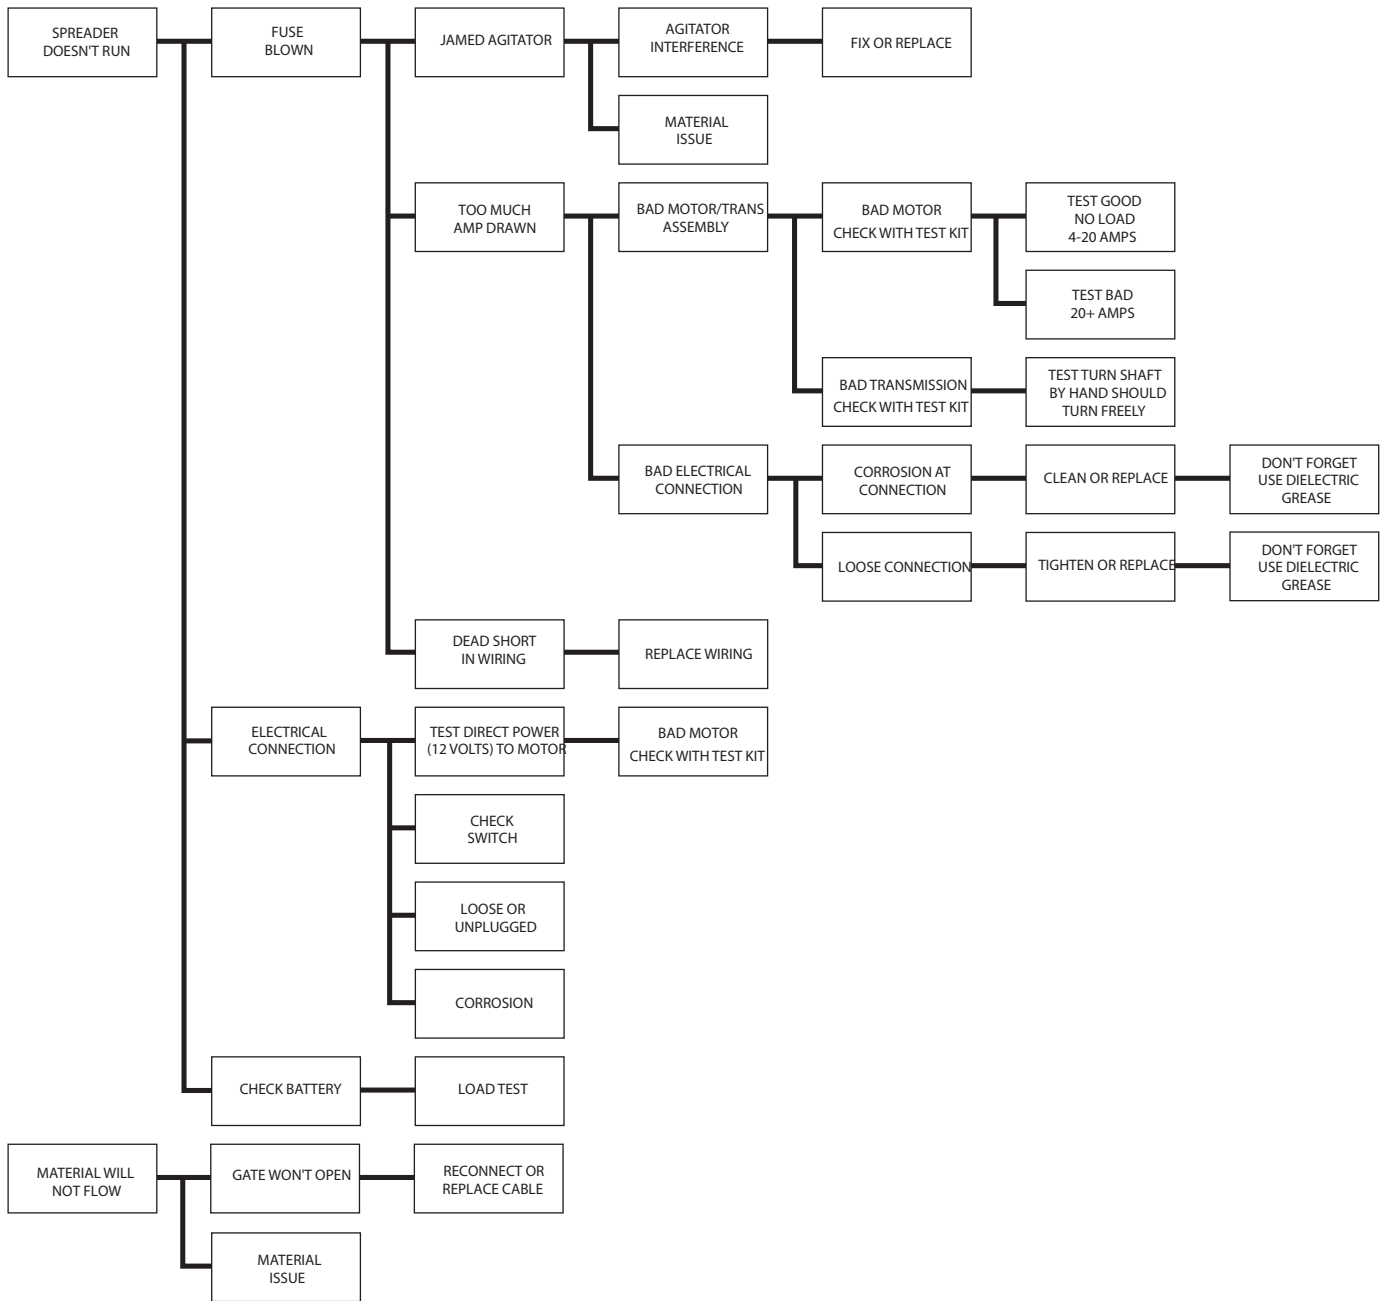 SPREADER
DOESN'T RUN
FUSE
BLOWN
JAMED AGITATOR
AGITATOR
INTERFERENCE
FIX OR REPLACE
MATERIAL
ISSUE
TOO MUCH
AMP DRAWN
BAD MOTOR/TRANS
ASSEMBLY
BAD MOTOR
CHECK WITH TEST KIT
TEST GOOD
NO LOAD
4-20 AMPS
TEST BAD
20+ AMPS
BAD TRANSMISSION
CHECK WITH TEST KIT
TEST TURN SHAFT
BY HAND SHOULD
TURN FREELY
BAD ELECTRICAL
CONNECTION
CORROSION AT
CONNECTION
CLEAN OR REPLACE
DON'T FORGET
USE DIELECTRIC
GREASE
LOOSE CONNECTION
TIGHTEN OR REPLACE
DON'T FORGET
USE DIELECTRIC
GREASE
DEAD SHORT
IN WIRING
REPLACE WIRING
ELECTRICAL
CONNECTION
TEST DIRECT POWER
(12 VOLTS) TO MOTOR
BAD MOTOR
CHECK WITH TEST KIT
CHECK
SWITCH
LOOSE OR
UNPLUGGED
CORROSION
CHECK BATTERY
LOAD TEST
MATERIAL WILL
NOT FLOW
GATE WON'T OPEN
RECONNECT OR
REPLACE CABLE
MATERIAL
ISSUE